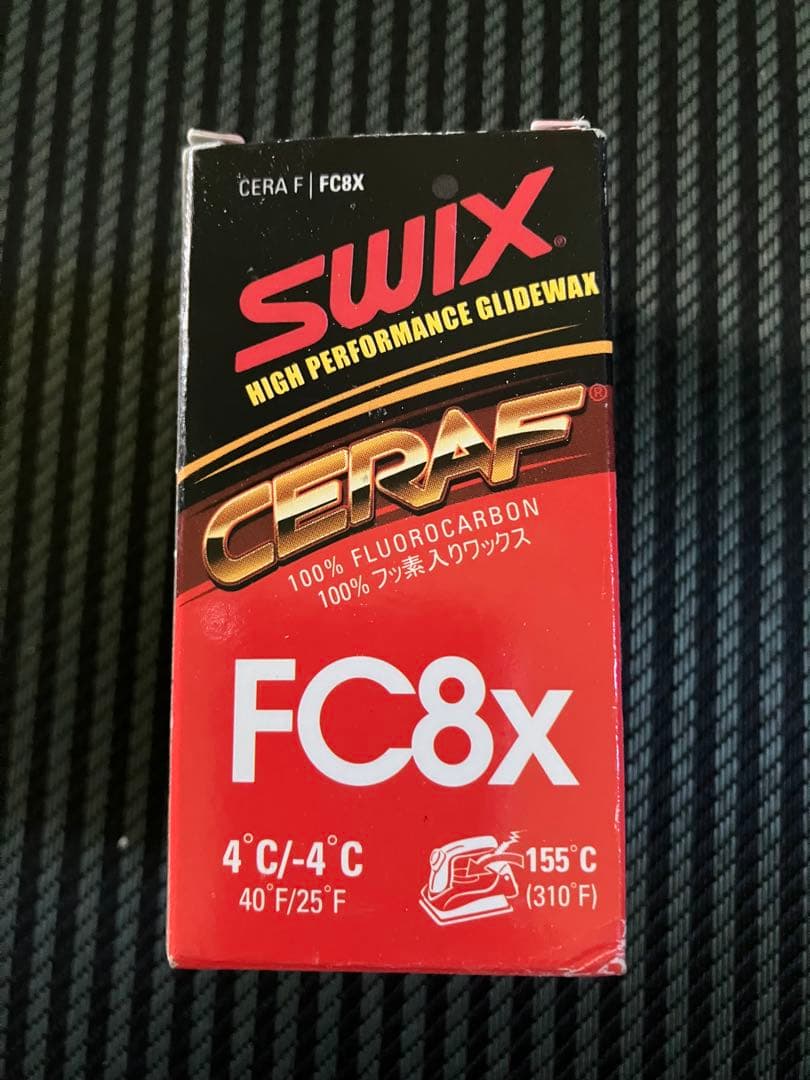 CERA F | FC8X
SWIX®
HIGH PERFORMANCE GLIDEWAX
CERAF®
100% FLUOROCARBON
100% フッ素入りワックス
FC8x
4°C/-4°C
40°F/25°F
155°C
(310°F)